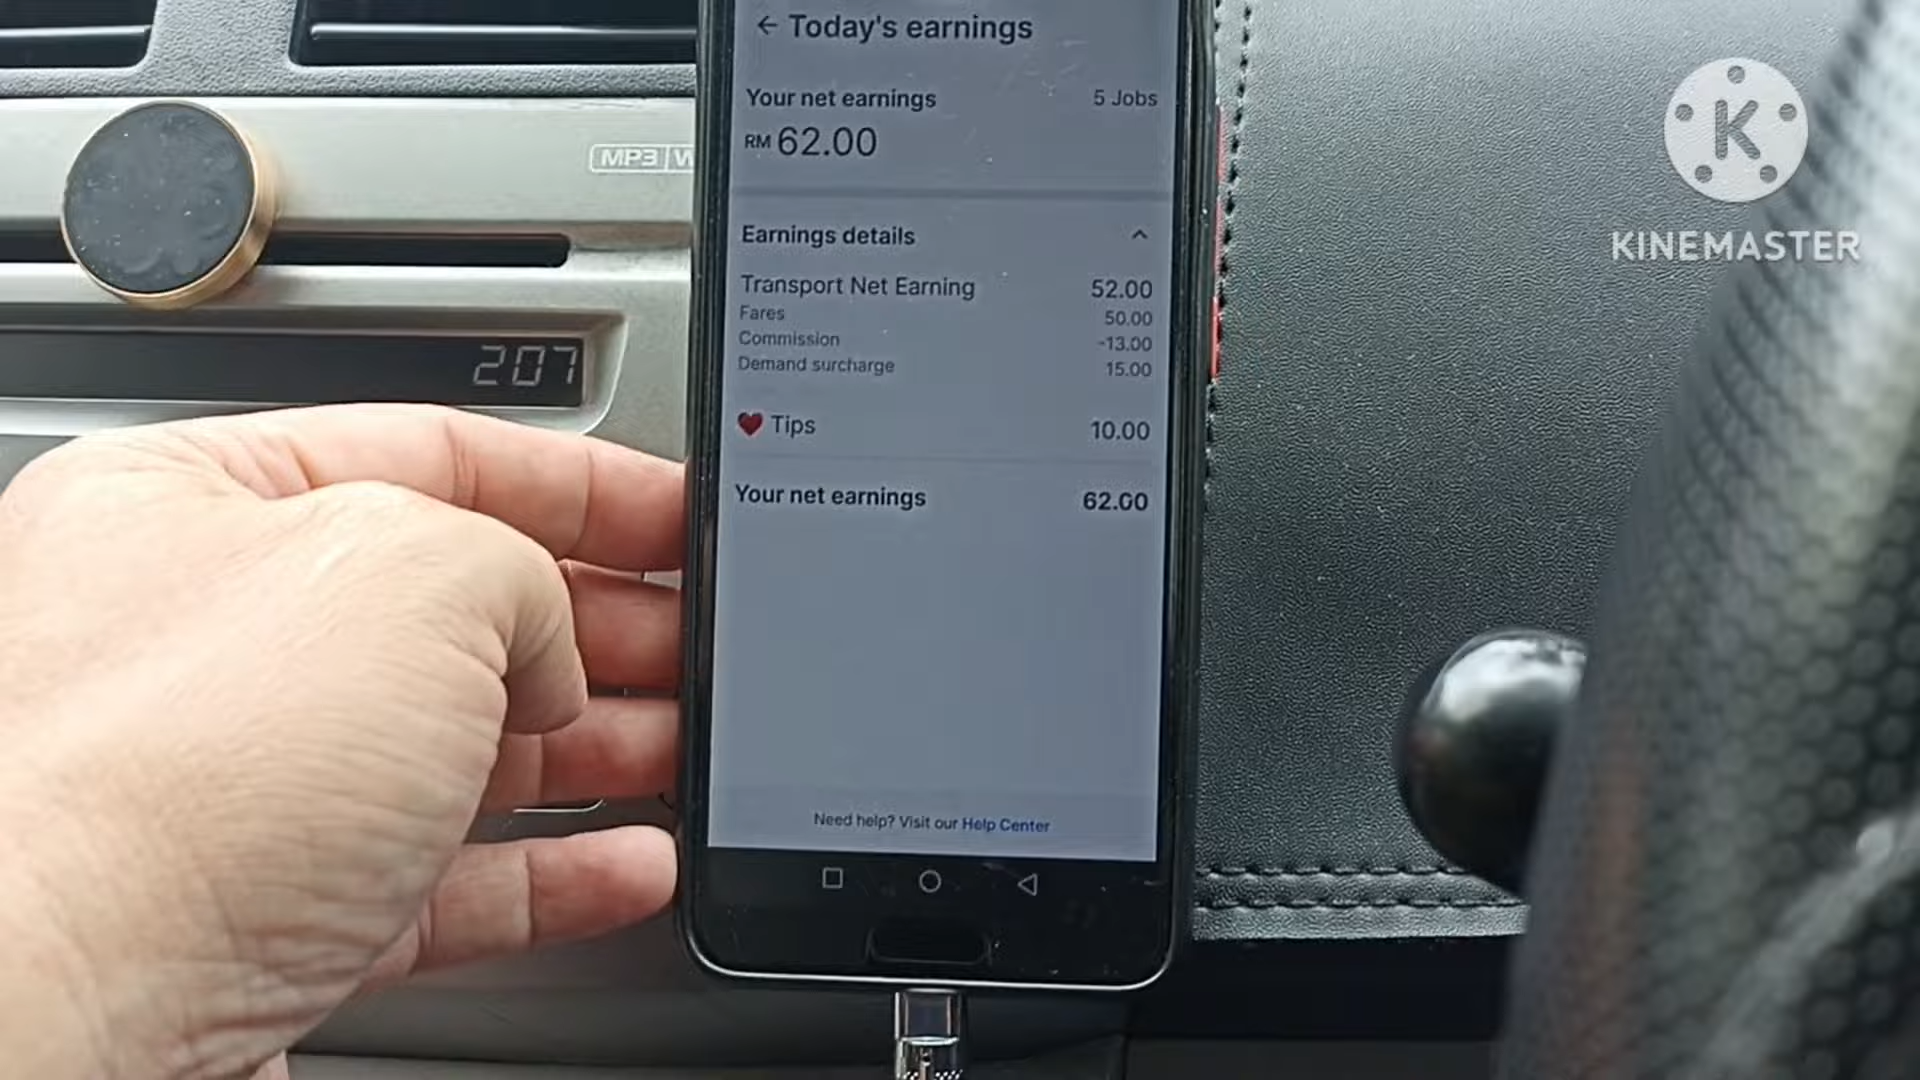 ← Today's earnings
Your net earnings 5 Jobs
RM 62.00
Earnings details
Transport Net Earning 52.00
Fares 50.00
Commission -13.00
Demand surcharge 15.00
❤ Tips 10.00
Your net earnings 62.00
Need help? Visit our Help Center
MP3
207
K
KINEMASTER